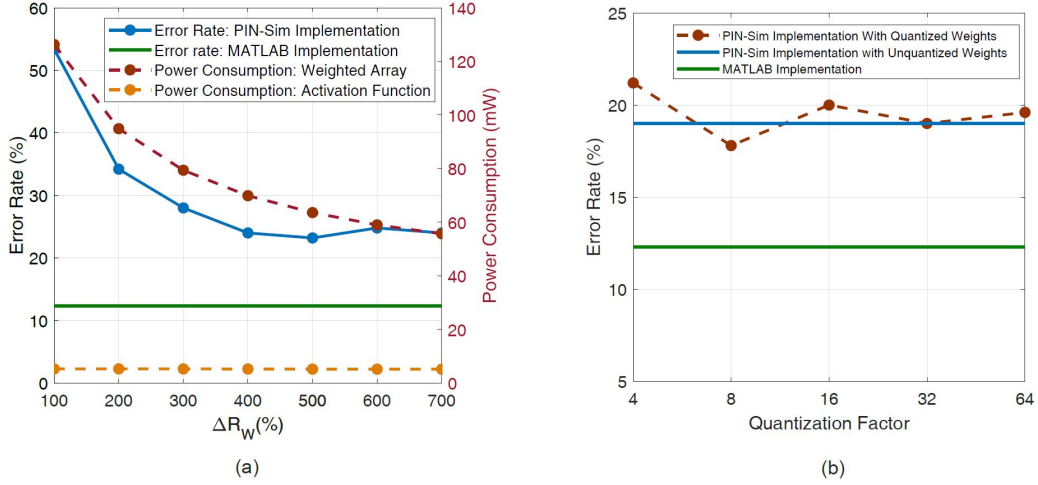 60
50
40
30
20
10
0
Error Rate (%)
140
120
100
80
60
40
20
0
Power Consumption (mW)
Error Rate: PIN-Sim Implementation
Error rate: MATLAB Implementation
Power Consumption: Weighted Array
Power Consumption: Activation Function
100 200 300 400 500 600 700
ΔR_W(%)
(a)
25
20
15
10
5
Error Rate (%)
PIN-Sim Implementation With Quantized Weights
PIN-Sim Implementation with Unquantized Weights
MATLAB Implementation
4 8 16 32 64
Quantization Factor
(b)